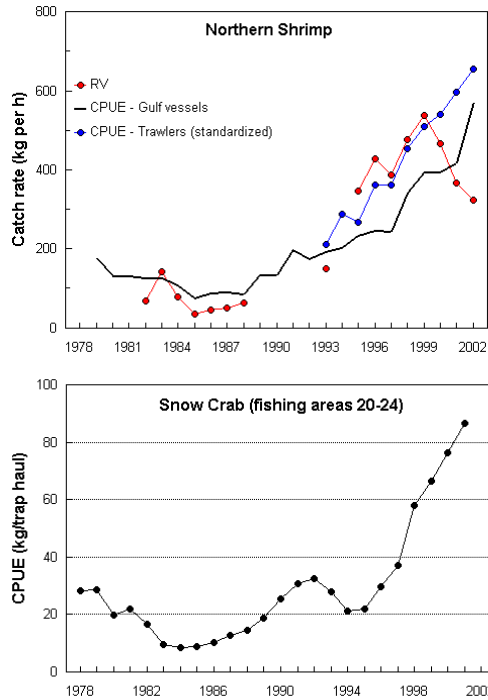 Northern Shrimp
RV
CPUE - Gulf vessels
CPUE - Trawlers (standardized)
Catch rate (kg per h)
800
600
400
200
0
1978 1981 1984 1987 1990 1993 1996 1999 2002
Snow Crab (fishing areas 20-24)
CPUE (kg/trap haul)
100
80
60
40
20
0
1978 1982 1986 1990 1994 1998 200